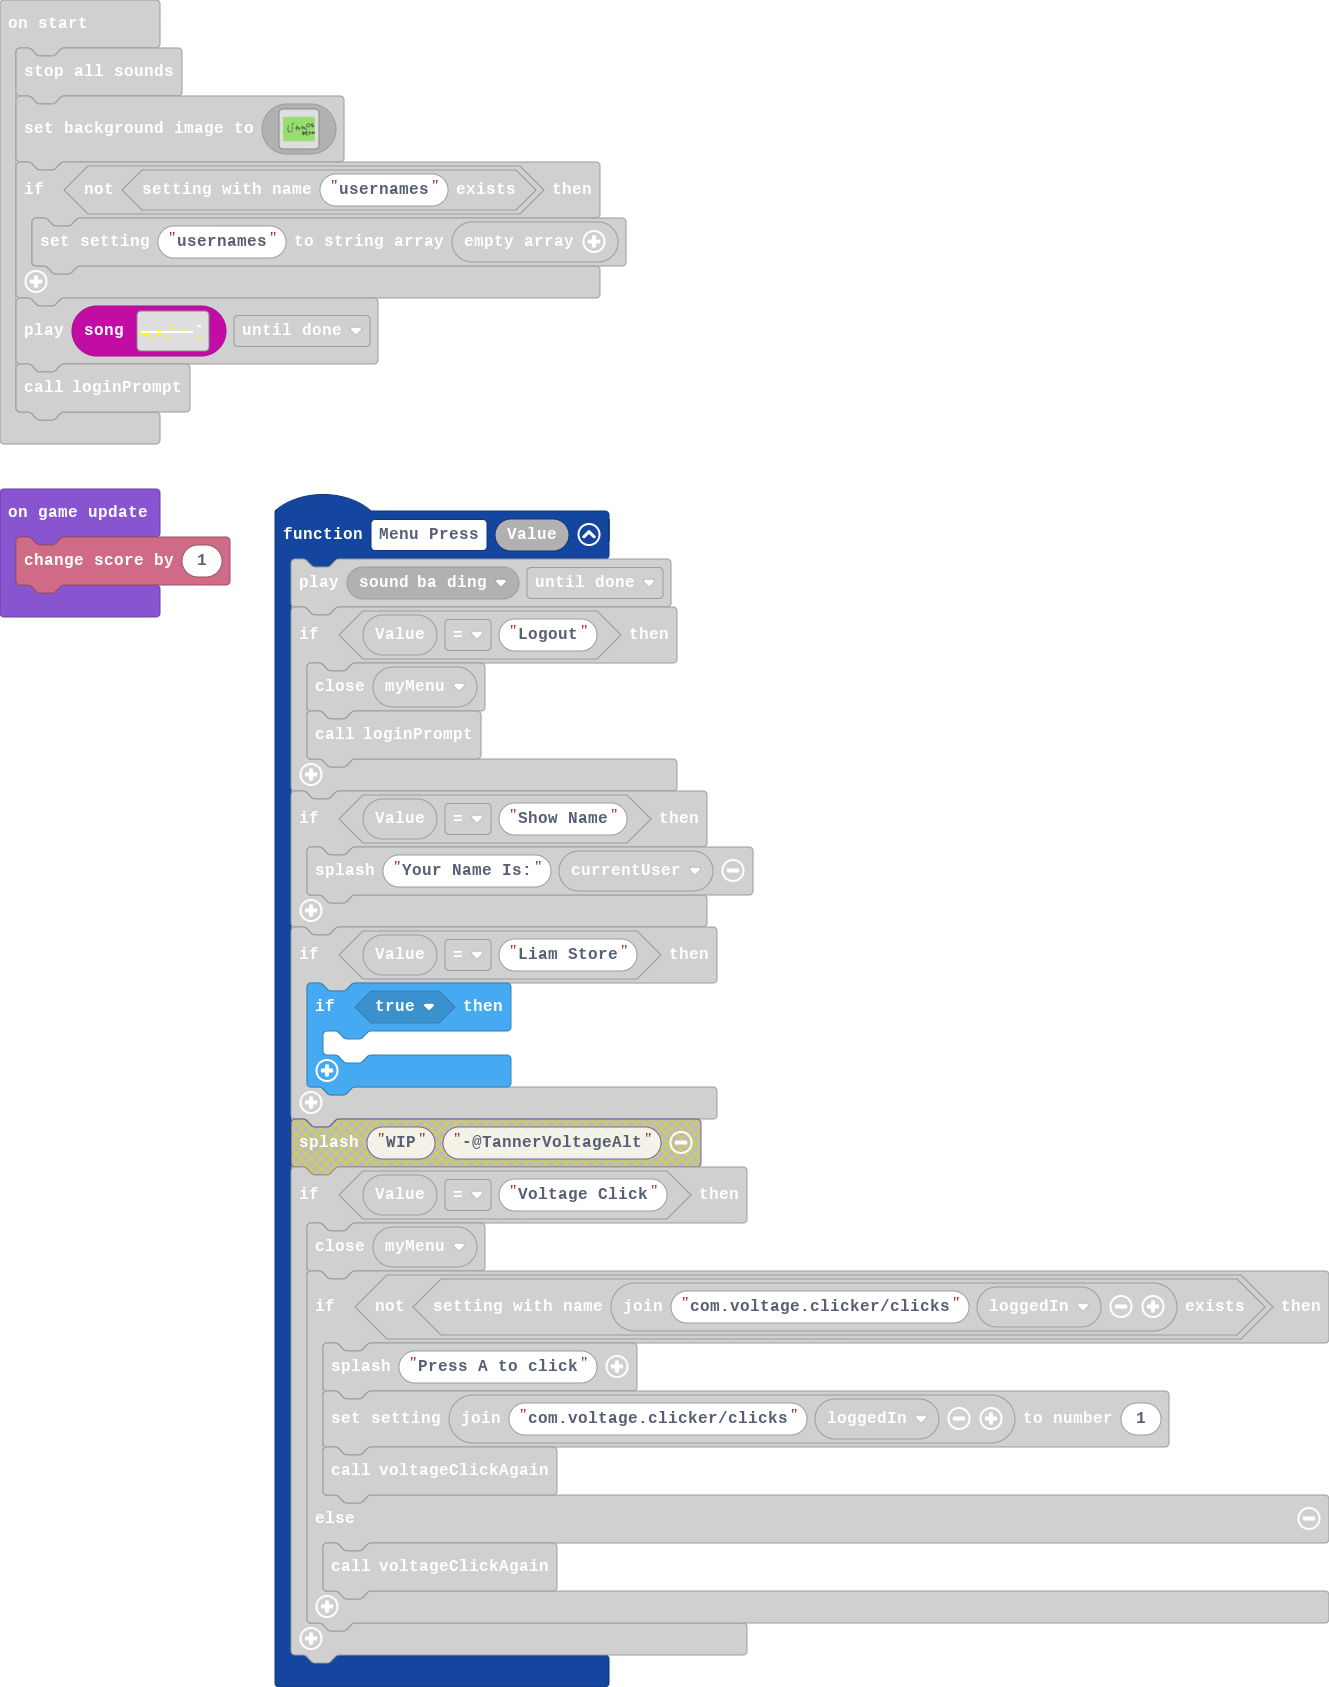 on start
stop all sounds
set background image to
if not setting with name "usernames" exists then
set setting "usernames" to string array empty array
play song until done
call loginPrompt
on game update
change score by 1
function Menu Press Value
play sound ba ding until done
if Value = "Logout" then
close myMenu
call loginPrompt
if Value = "Show Name" then
splash "Your Name Is:" currentUser
if Value = "Liam Store" then
if true then
splash "WIP" "-@TannerVoltageAlt"
if Value = "Voltage Click" then
close myMenu
if not setting with name join "com.voltage.clicker/clicks" loggedIn exists then
splash "Press A to click"
set setting join "com.voltage.clicker/clicks" loggedIn to number 1
call voltageClickAgain
else
call voltageClickAgain